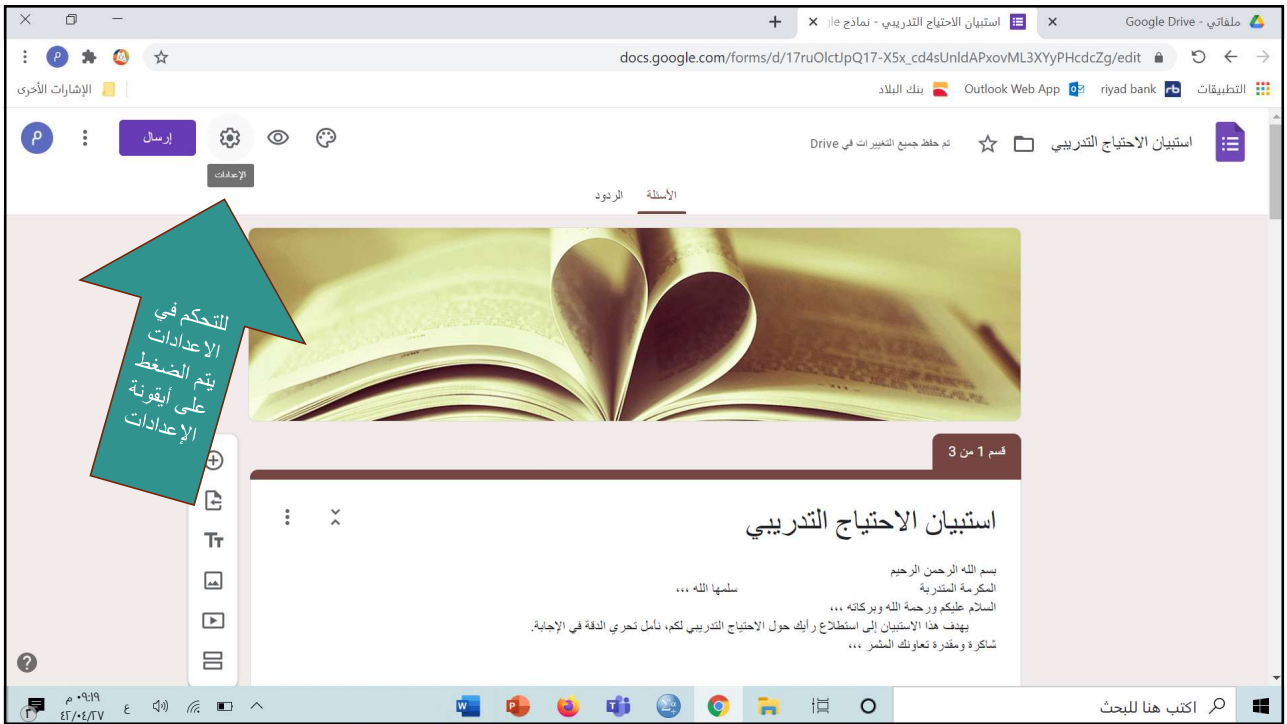 ملفاتي - Google Drive
استبيان الاحتياج التدريبي - نماذج gle
docs.google.com/forms/d/17ruOlctJpQ17-X5x_cd4sUnldAPxovML3XYyPHcdcZg/edit
التطبيقات
riyad bank
Outlook Web App
بنك البلاد
الإشارات الأخرى
استبيان الاحتياج التدريبي
تم حفظ جميع التغييرات في Drive
إرسال
الإعدادات
الأسئلة
الردود
للتحكم في
الاعدادات
يتم الضغط
على أيقونة
الإعدادات
قسم 1 من 3
استبيان الاحتياج التدريبي
بسم الله الرحمن الرحيم
المكرمة المتدربة سلمها الله ،،،
السلام عليكم ورحمة الله وبركاته ،،،
يهدف هذا الاستبيان إلى استطلاع رأيك حول الاحتياج التدريبي لكم، نأمل تحري الدقة في الإجابة.
شاكرة ومقدرة تعاونك المثمر ،،،
اكتب هنا للبحث
ع
٠٩:١٩ م
٤٢/٠٤/٢٧